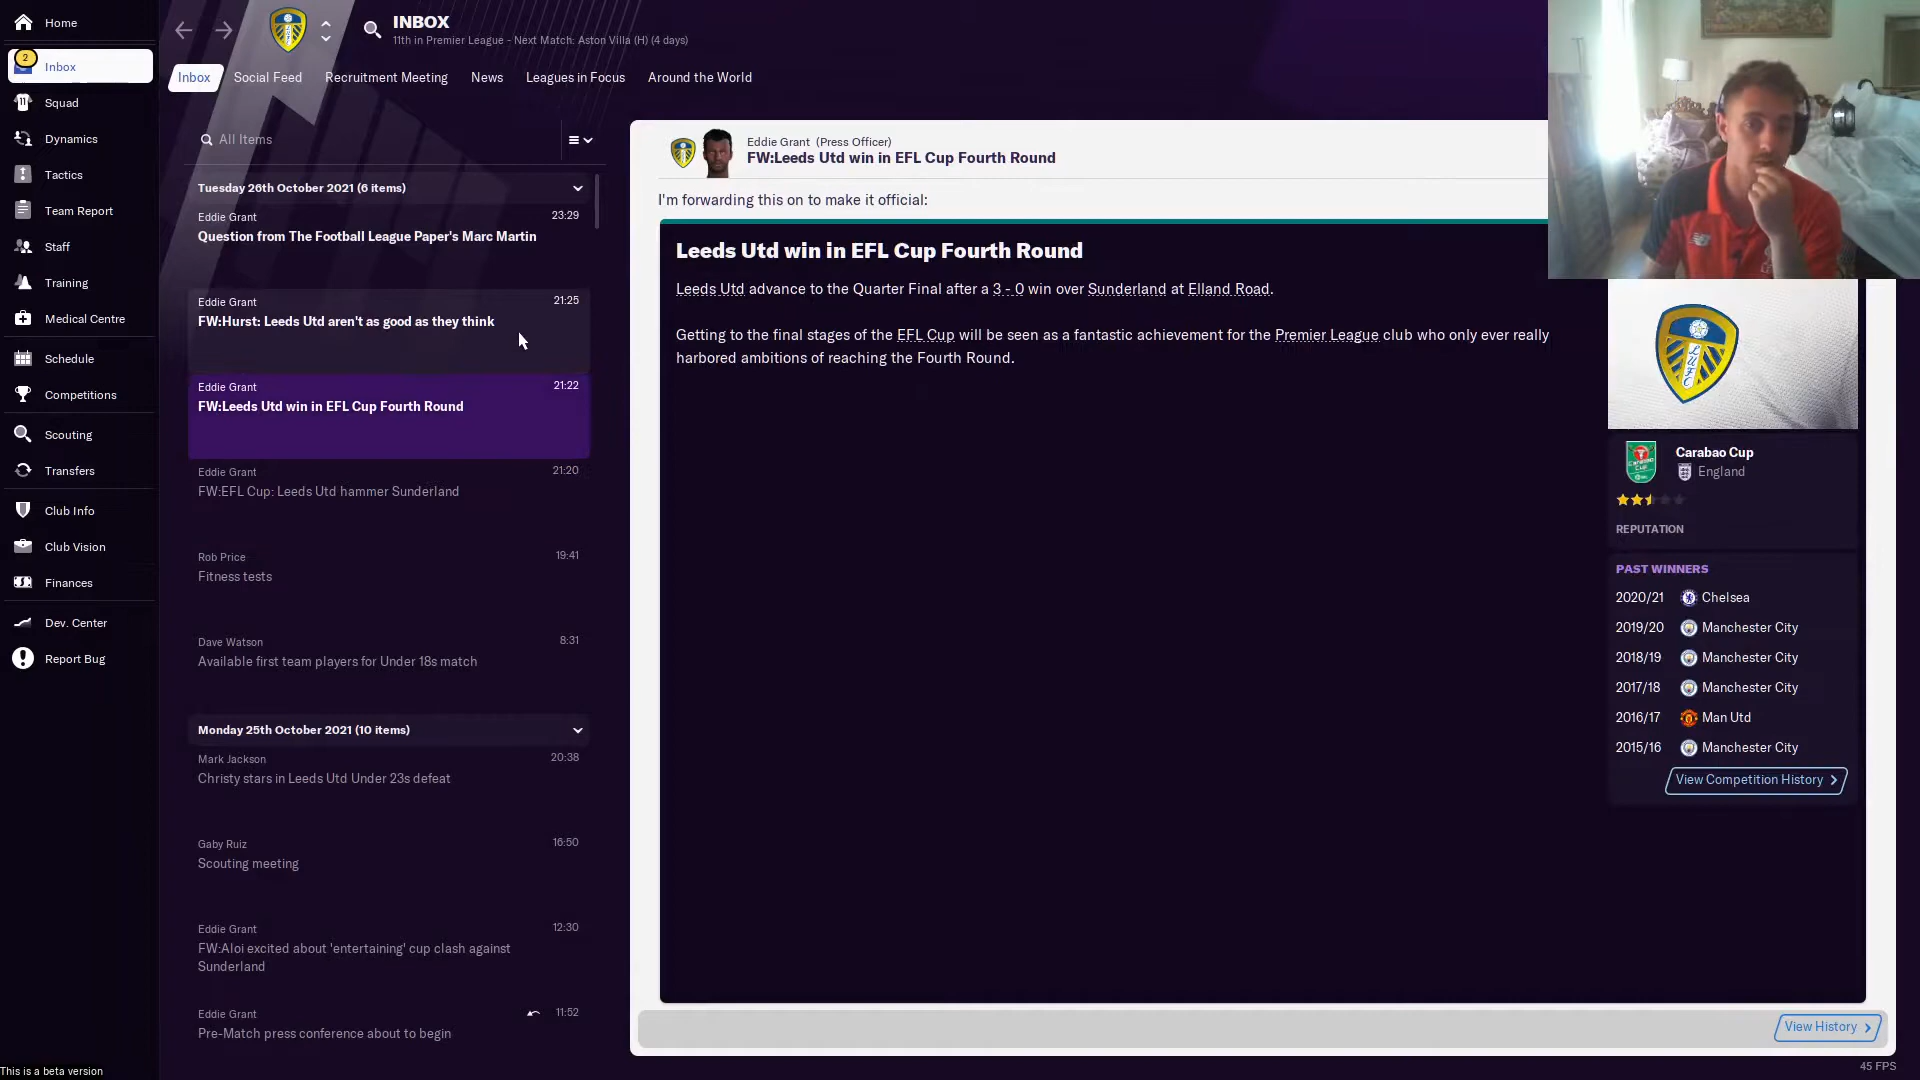 Home
2
Inbox
Squad
Dynamics
Tactics
Team Report
Staff
Training
Medical Centre
Schedule
Competitions
Scouting
Transfers
Club Info
Club Vision
Finances
Dev. Center
Report Bug
This is a beta version
INBOX
11th in Premier League - Next Match: Aston Villa (H) (4 days)
Inbox Social Feed Recruitment Meeting News Leagues in Focus Around the World
All Items
Tuesday 26th October 2021 (6 items)
Eddie Grant 23:29
Question from The Football League Paper's Marc Martin
Eddie Grant 21:25
FW:Hurst: Leeds Utd aren't as good as they think
Eddie Grant 21:22
FW:Leeds Utd win in EFL Cup Fourth Round
Eddie Grant 21:20
FW:EFL Cup: Leeds Utd hammer Sunderland
Rob Price 19:41
Fitness tests
Dave Watson 8:31
Available first team players for Under 18s match
Monday 25th October 2021 (10 items)
Mark Jackson 20:38
Christy stars in Leeds Utd Under 23s defeat
Gaby Ruiz 16:50
Scouting meeting
Eddie Grant 12:30
FW:Aloi excited about 'entertaining' cup clash against
Sunderland
Eddie Grant 11:52
Pre-Match press conference about to begin
Eddie Grant (Press Officer)
FW:Leeds Utd win in EFL Cup Fourth Round
I'm forwarding this on to make it official:
Leeds Utd win in EFL Cup Fourth Round
Leeds Utd advance to the Quarter Final after a 3 - 0 win over Sunderland at Elland Road.
Getting to the final stages of the EFL Cup will be seen as a fantastic achievement for the Premier League club who only ever really
harbored ambitions of reaching the Fourth Round.
LUFC
Carabao Cup
England
REPUTATION
PAST WINNERS
2020/21 Chelsea
2019/20 Manchester City
2018/19 Manchester City
2017/18 Manchester City
2016/17 Man Utd
2015/16 Manchester City
View Competition History
View History
45 FPS